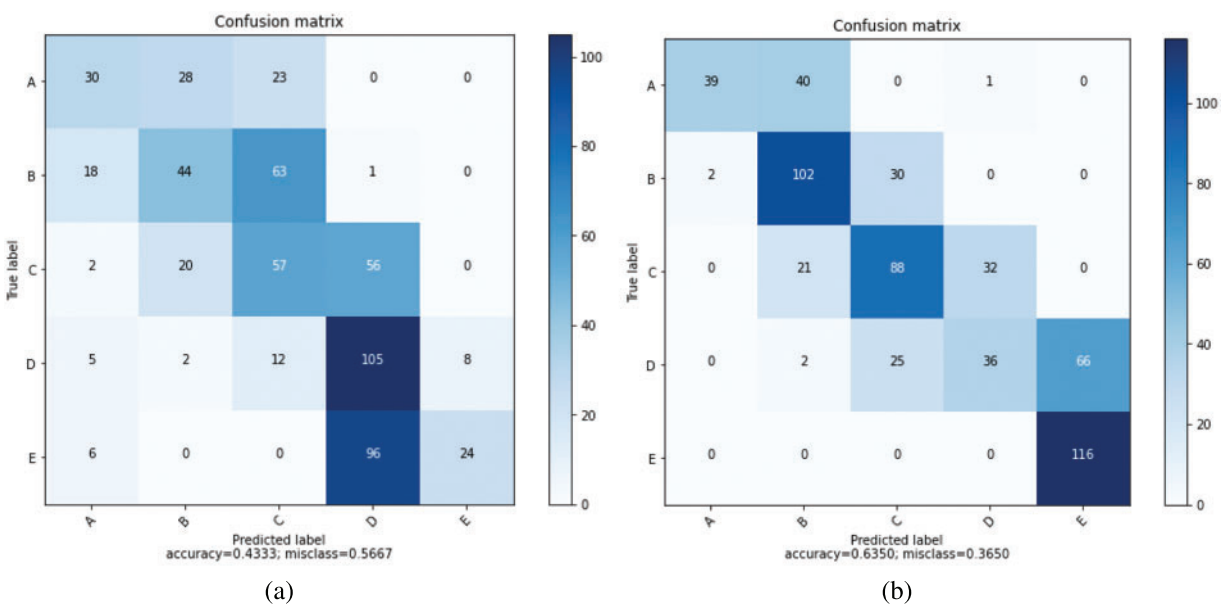 Confusion matrix
A 30 28 23 0 0
B 18 44 63 1 0
C 2 20 57 56 0
D 5 2 12 105 8
E 6 0 0 96 24
A B C D E
True label
Predicted label
accuracy=0.4333; misclass=0.5667
100
80
60
40
20
0
(a)
Confusion matrix
A 39 40 0 1 0
B 2 102 30 0 0
C 0 21 88 32 0
D 0 2 25 36 66
E 0 0 0 0 116
A B C D E
True label
Predicted label
accuracy=0.6350; misclass=0.3650
100
80
60
40
20
0
(b)